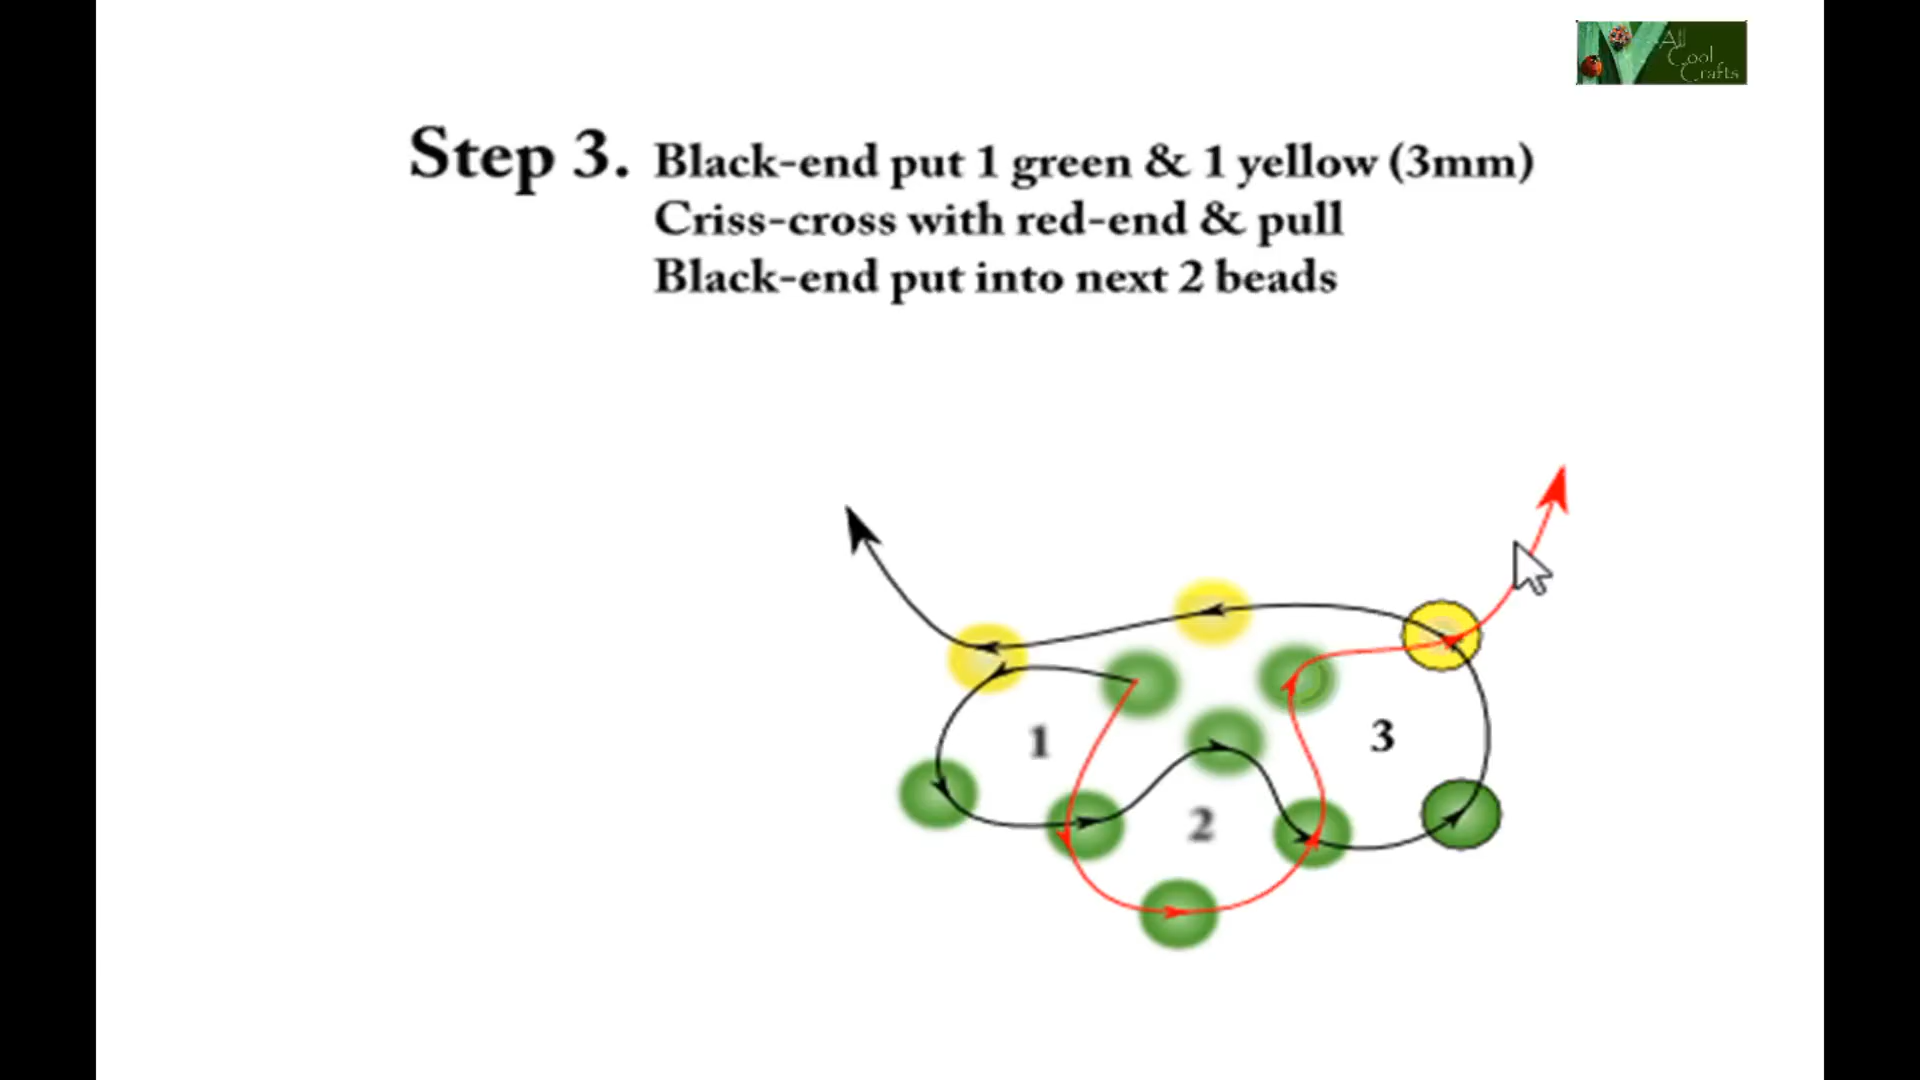 All
Cool
Crafts
Step 3. Black-end put 1 green & 1 yellow (3mm)
Criss-cross with red-end & pull
Black-end put into next 2 beads
1
3
2